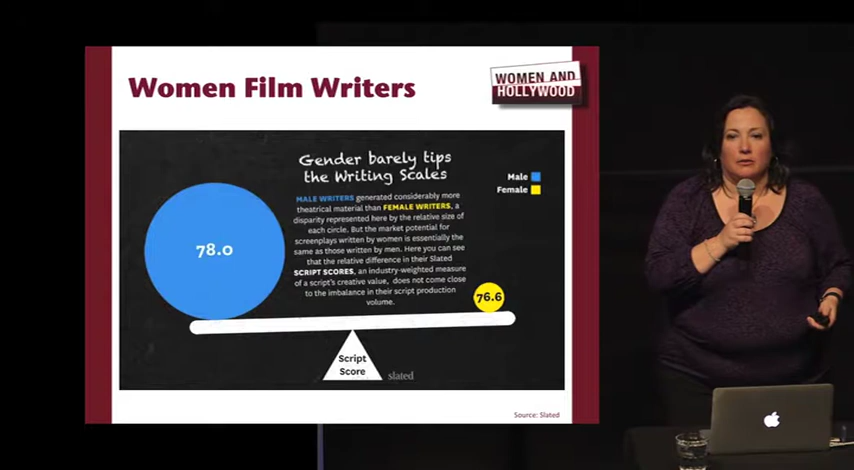 Women Film Writers
WOMEN AND
HOLLYWOOD
Gender barely tips
the Writing Scales
Male
Female
MALE WRITERS generated considerably more
theatrical material than FEMALE WRITERS, a
disparity represented here by the relative size of
each circle. But the market potential for
screenplays written by women is essentially the
same as those written by men. Here you can see
that the relative difference in their Slated
SCRIPT SCORES, an industry-weighted measure
of a script's creative value, does not come close
to the imbalance in their script production
volume.
78.0
76.6
Script
Score
slated
Source: Slated